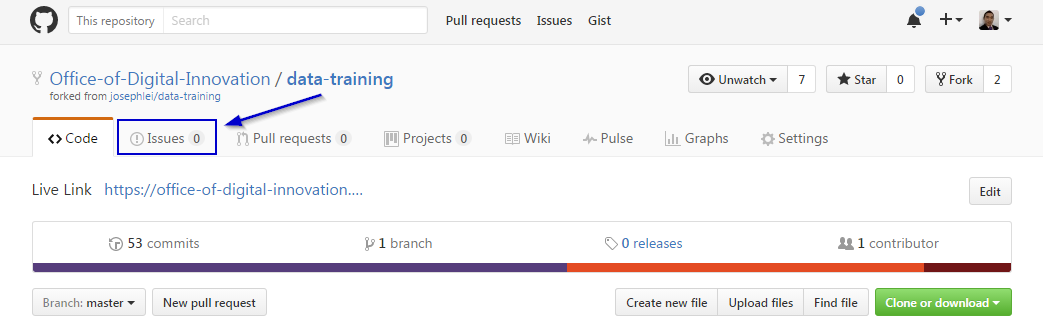 This repository Search Pull requests Issues Gist
Office-of-Digital-Innovation / data-training Unwatch 7 Star 0 Fork 2
forked from josephlei/data-training
Code Issues 0 Pull requests 0 Projects 0 Wiki Pulse Graphs Settings
Live Link https://office-of-digital-innovation.... Edit
53 commits 1 branch 0 releases 1 contributor
Branch: master New pull request Create new file Upload files Find file Clone or download